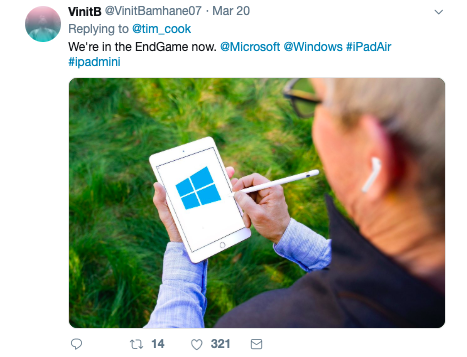 VinitB @VinitBamhane07 · Mar 20
Replying to @tim_cook
We're in the EndGame now. @Microsoft @Windows #iPadAir
#ipadmini
14 321